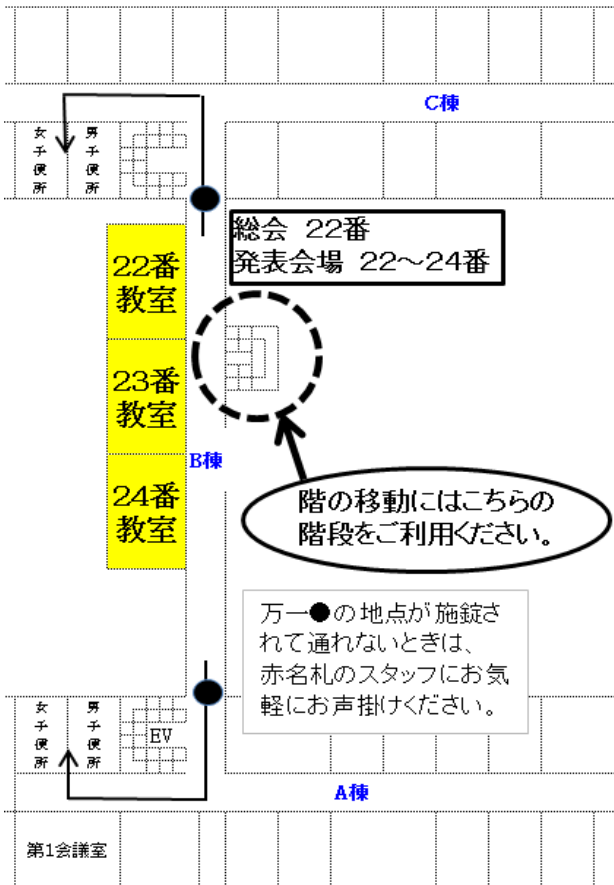 C棟
女子便所
男子便所
総会 22番
発表会場 22～24番
22番
教室
23番
教室
B棟
24番
教室
階の移動にはこちらの
階段をご利用ください。
万一●の地点が施錠さ
れて通れないときは、
赤名札のスタッフにお気
軽にお声掛けください。
女子便所
男子便所
EV
A棟
第1会議室